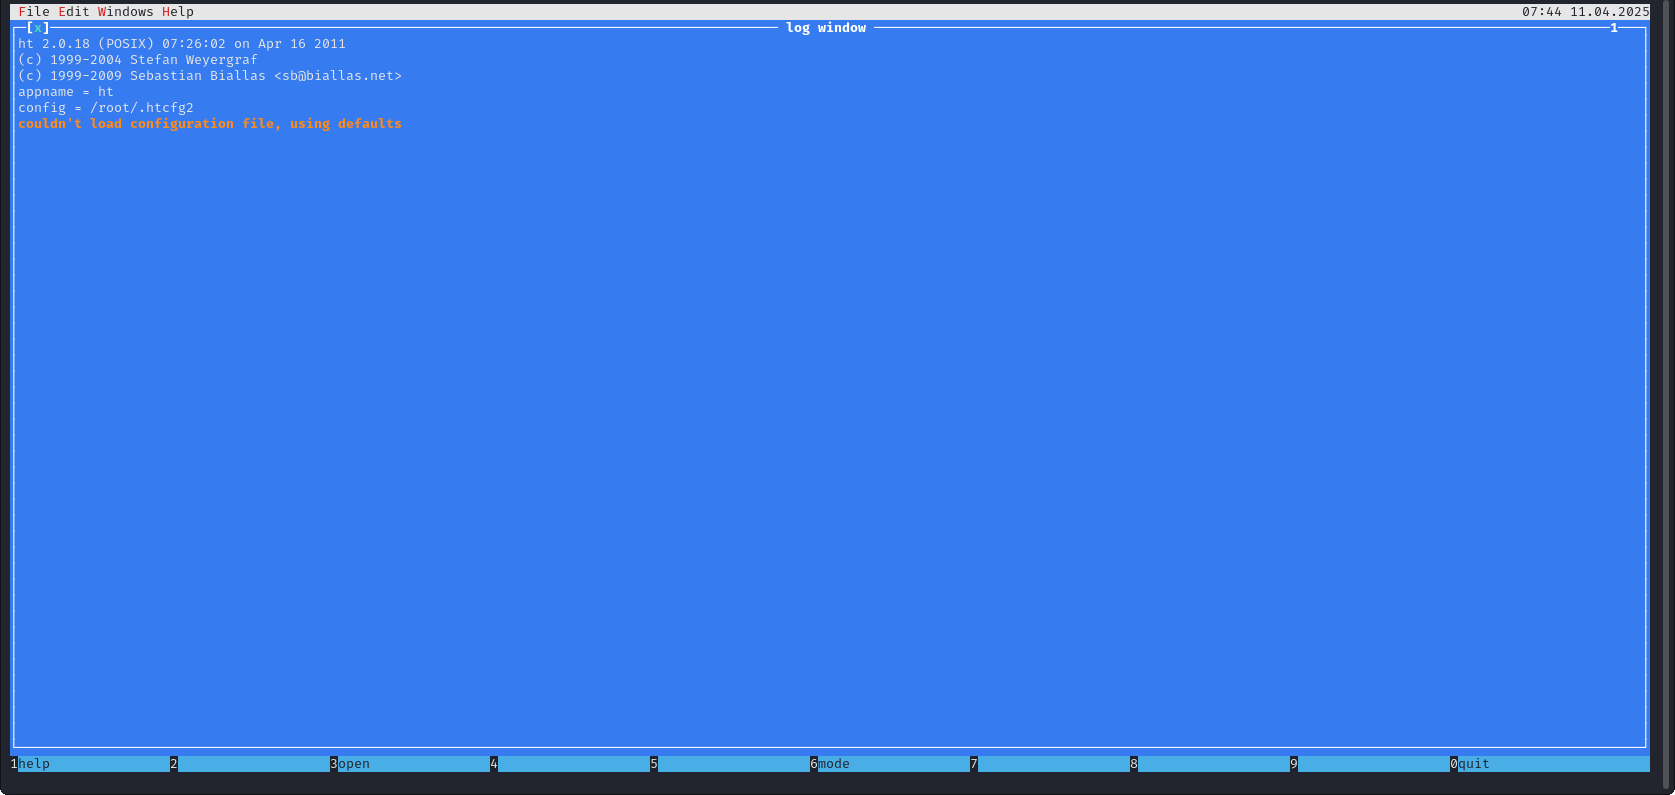 File Edit Windows Help 07:44 11.04.2025
[x] log window 1
ht 2.0.18 (POSIX) 07:26:02 on Apr 16 2011
(c) 1999-2004 Stefan Weyergraf
(c) 1999-2009 Sebastian Biallas <sb@biallas.net>
appname = ht
config = /root/.htcfg2
couldn't load configuration file, using defaults
1help 2 3open 4 5 6mode 7 8 9 0quit